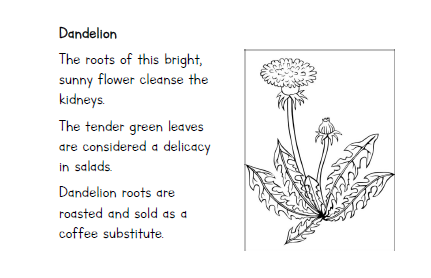 Dandelion
The roots of this bright,
sunny flower cleanse the
kidneys.
The tender green leaves
are considered a delicacy
in salads.
Dandelion roots are
roasted and sold as a
coffee substitute.